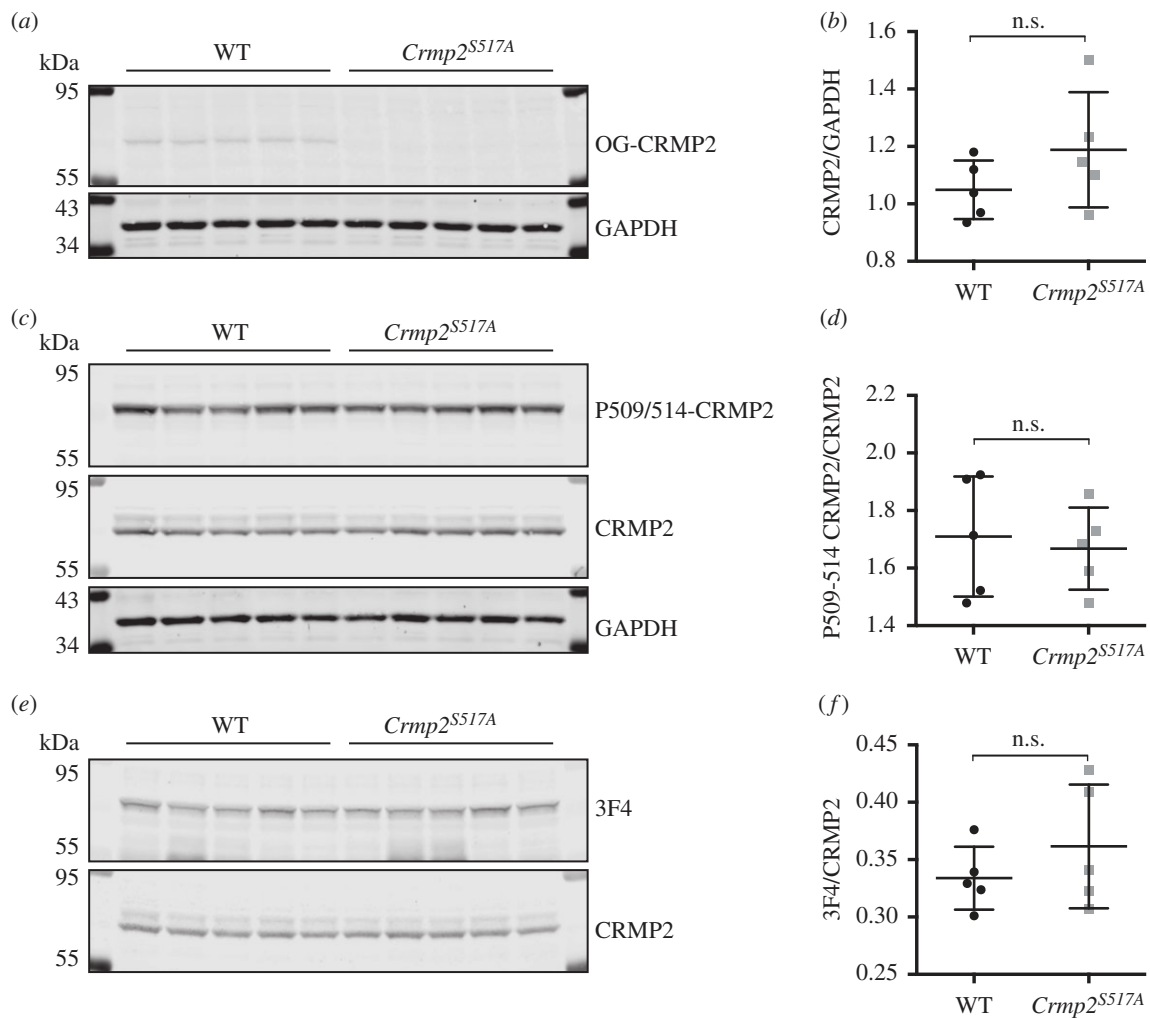 (a)
WT Crmp2S517A
kDa
95
OG-CRMP2
55
43
GAPDH
34
(b)
n.s.
1.6
1.4
1.2
1.0
0.8
CRMP2/GAPDH
WT Crmp2S517A
(c)
WT Crmp2S517A
kDa
95
P509/514-CRMP2
55
95
CRMP2
55
43
GAPDH
34
(d)
2.2
n.s.
2.0
1.8
1.6
1.4
P509-514 CRMP2/CRMP2
WT Crmp2S517A
(e)
WT Crmp2S517A
kDa
95
3F4
55
95
CRMP2
55
(f)
n.s.
0.45
0.40
0.35
0.30
0.25
3F4/CRMP2
WT Crmp2S517A